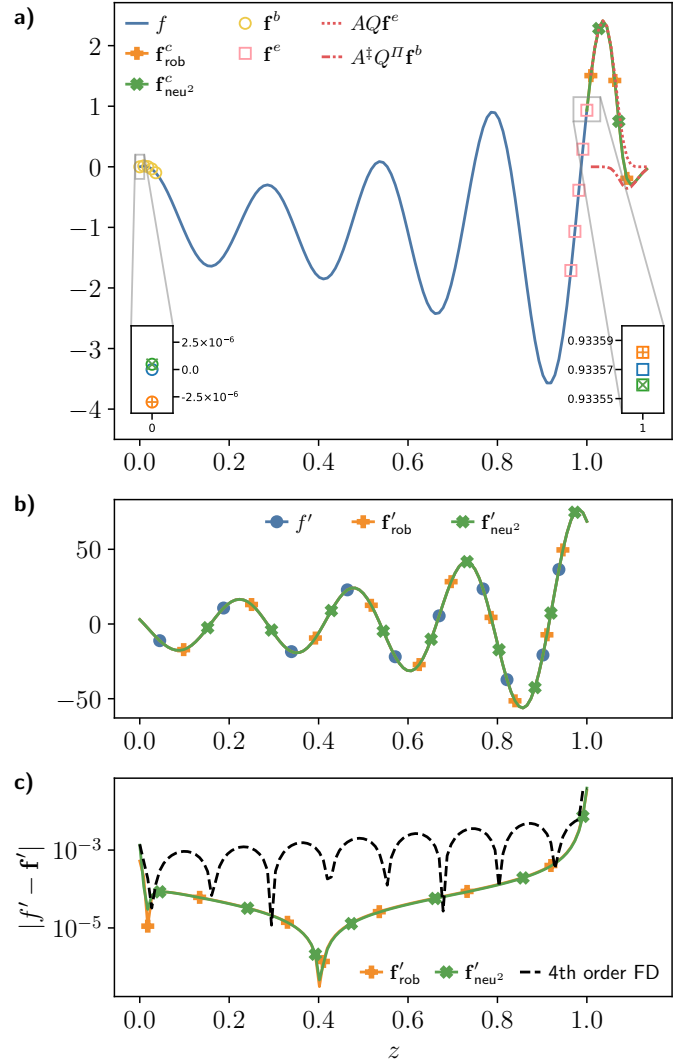 a)
f
f^c_rob
f^c_neu²
f^b
f^e
AQf^e
A^‡Q^Πf^b
2
1
0
−1
−2
−3
−4
2.5×10⁻⁶
0.0
−2.5×10⁻⁶
0
0.93359
0.93357
0.93355
1
0.0 0.2 0.4 0.6 0.8 1.0
z
b)
f′ f′_rob f′_neu²
50
0
−50
0.0 0.2 0.4 0.6 0.8 1.0
c)
|f′ − f′|
10⁻³
10⁻⁵
f′_rob f′_neu² 4th order FD
0.0 0.2 0.4 0.6 0.8 1.0
z